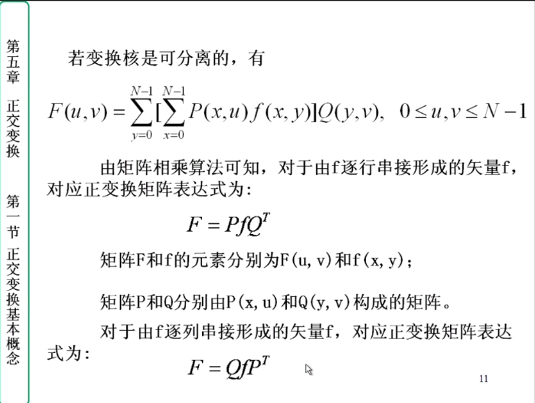 第五章 正交变换 第一节 正交变换基本概念
若变换核是可分离的，有
F(u,v) = \sum_{y=0}^{N-1} [\sum_{x=0}^{N-1} P(x,u) f(x,y)]Q(y,v), 0 ≤ u,v ≤ N-1
由矩阵相乘算法可知，对于由f逐行串接形成的矢量f，
对应正变换矩阵表达式为：
F = PfQ^T
矩阵F和f的元素分别为F(u,v)和f(x,y)；
矩阵P和Q分别由P(x,u)和Q(y,v)构成的矩阵。
对于由f逐列串接形成的矢量f，对应正变换矩阵表达
式为：
F = QfP^T
11